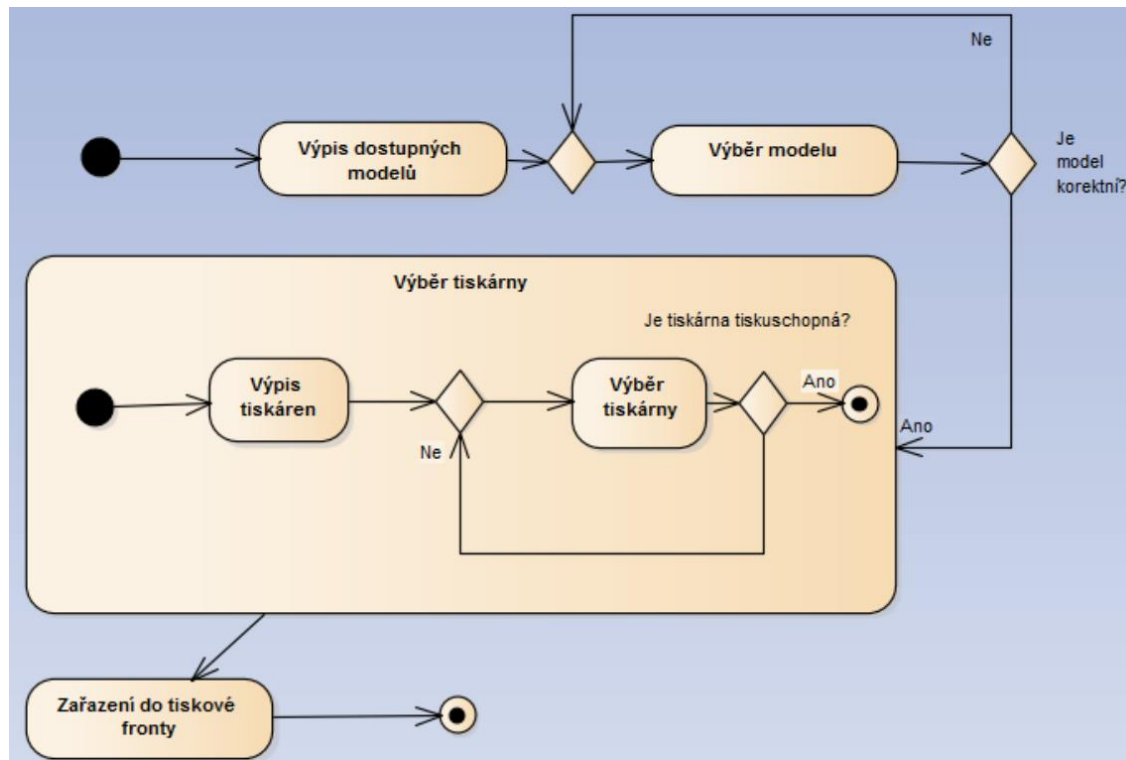 Ne
Výpis dostupných
modelů
Výběr modelu
Je
model
korektní?
Výběr tiskárny
Je tiskárna tiskuschopná?
Výpis
tiskáren
Výběr
tiskárny
Ano
Ano
Ne
Zařazení do tiskové
fronty